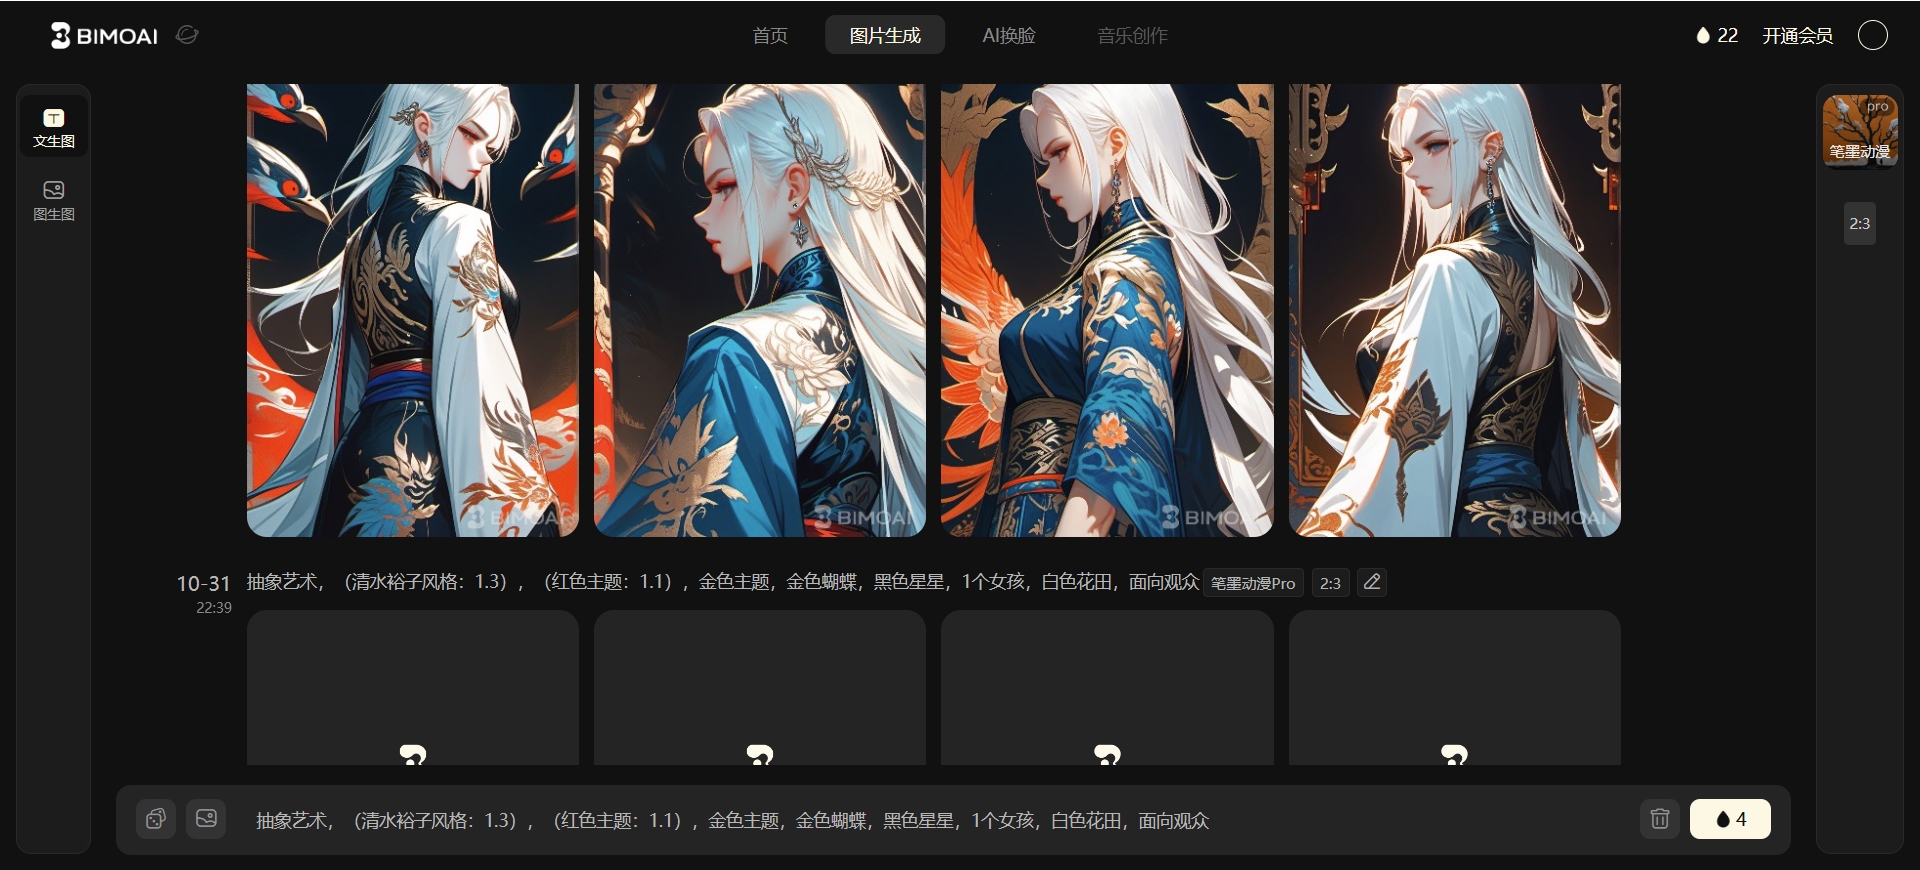 BIMOAI
首页
图片生成
AI换脸
音乐创作
22
开通会员
文生图
图生图
pro
笔墨动漫
2:3
BIMOAI
BIMOAI
BIMOAI
BIMOAI
10-31
22:39
抽象艺术，（清水裕子风格：1.3），（红色主题：1.1），金色主题，金色蝴蝶，黑色星星，1个女孩，白色花田，面向观众 笔墨动漫Pro 2:3
抽象艺术，（清水裕子风格：1.3），（红色主题：1.1），金色主题，金色蝴蝶，黑色星星，1个女孩，白色花田，面向观众
4